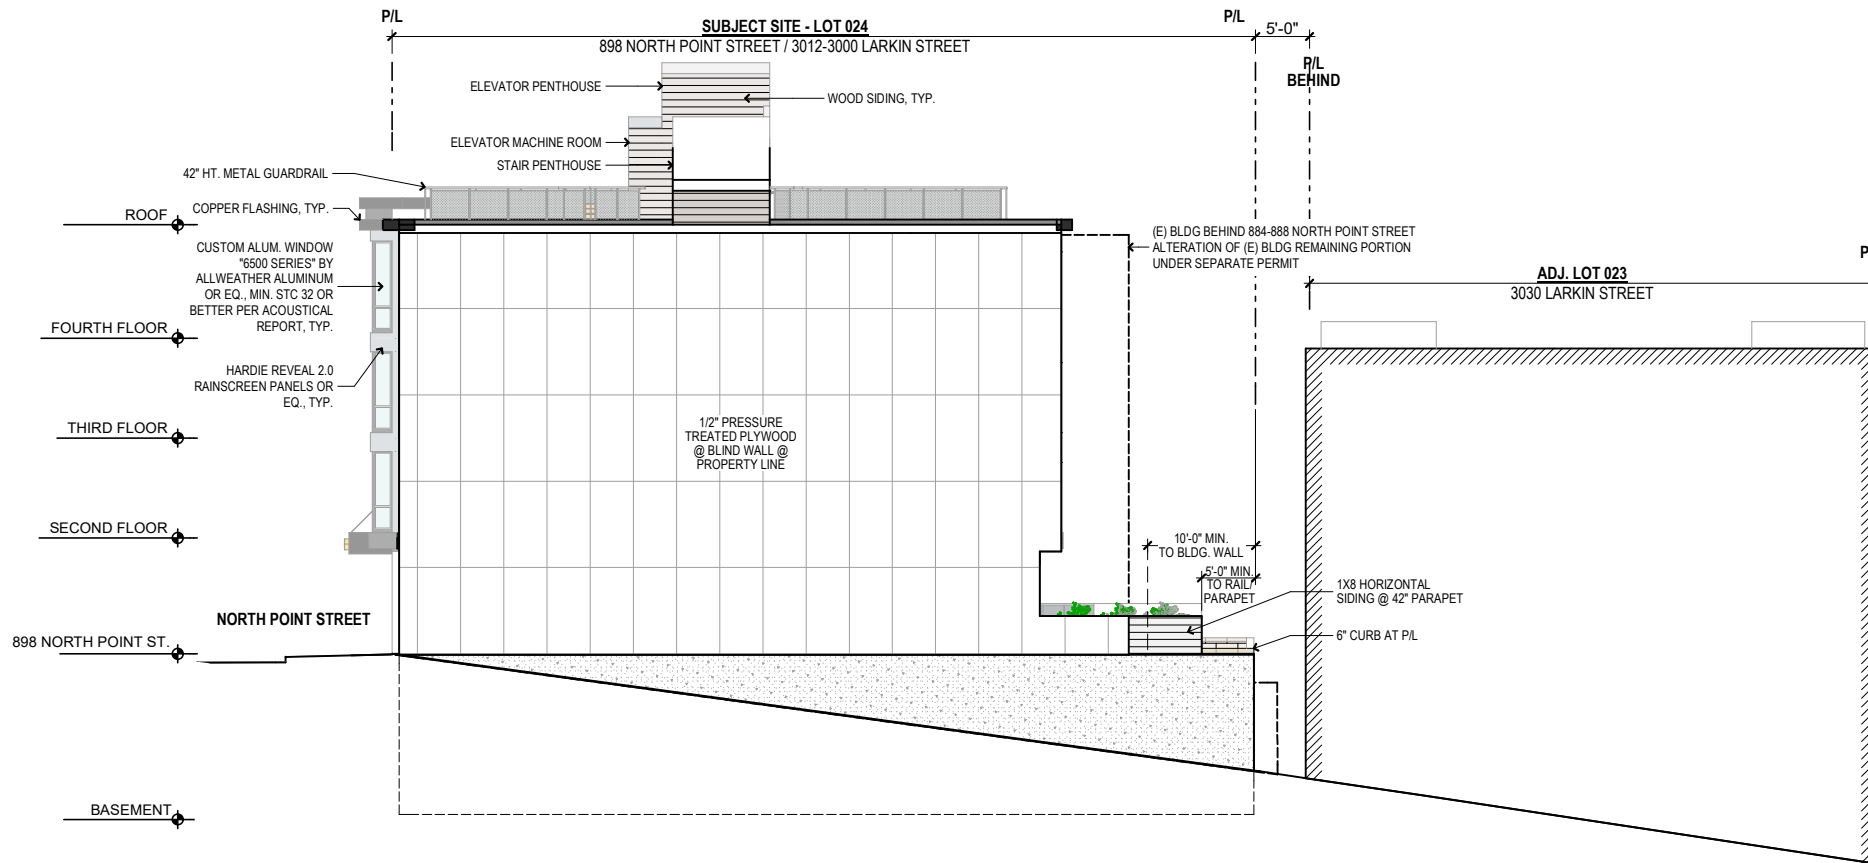 P/L
SUBJECT SITE - LOT 024
P/L
5'-0"
898 NORTH POINT STREET / 3012-3000 LARKIN STREET
P/L
BEHIND
ELEVATOR PENTHOUSE
WOOD SIDING, TYP.
ELEVATOR MACHINE ROOM
STAIR PENTHOUSE
42" HT. METAL GUARDRAIL
COPPER FLASHING, TYP.
ROOF
CUSTOM ALUM. WINDOW
"6500 SERIES" BY
ALLWEATHER ALUMINUM
OR EQ., MIN. STC 32 OR
BETTER PER ACOUSTICAL
REPORT, TYP.
(E) BLDG BEHIND 884-888 NORTH POINT STREET
ALTERATION OF (E) BLDG REMAINING PORTION
UNDER SEPARATE PERMIT
P
ADJ. LOT 023
3030 LARKIN STREET
FOURTH FLOOR
HARDIE REVEAL 2.0
RAINSCREEN PANELS OR
EQ., TYP.
THIRD FLOOR
1/2" PRESSURE
TREATED PLYWOOD
@ BLIND WALL @
PROPERTY LINE
SECOND FLOOR
10'-0" MIN.
TO BLDG. WALL
5'-0" MIN.
TO RAIL/
PARAPET
1X8 HORIZONTAL
SIDING @ 42" PARAPET
NORTH POINT STREET
6" CURB AT P/L
898 NORTH POINT ST.
BASEMENT